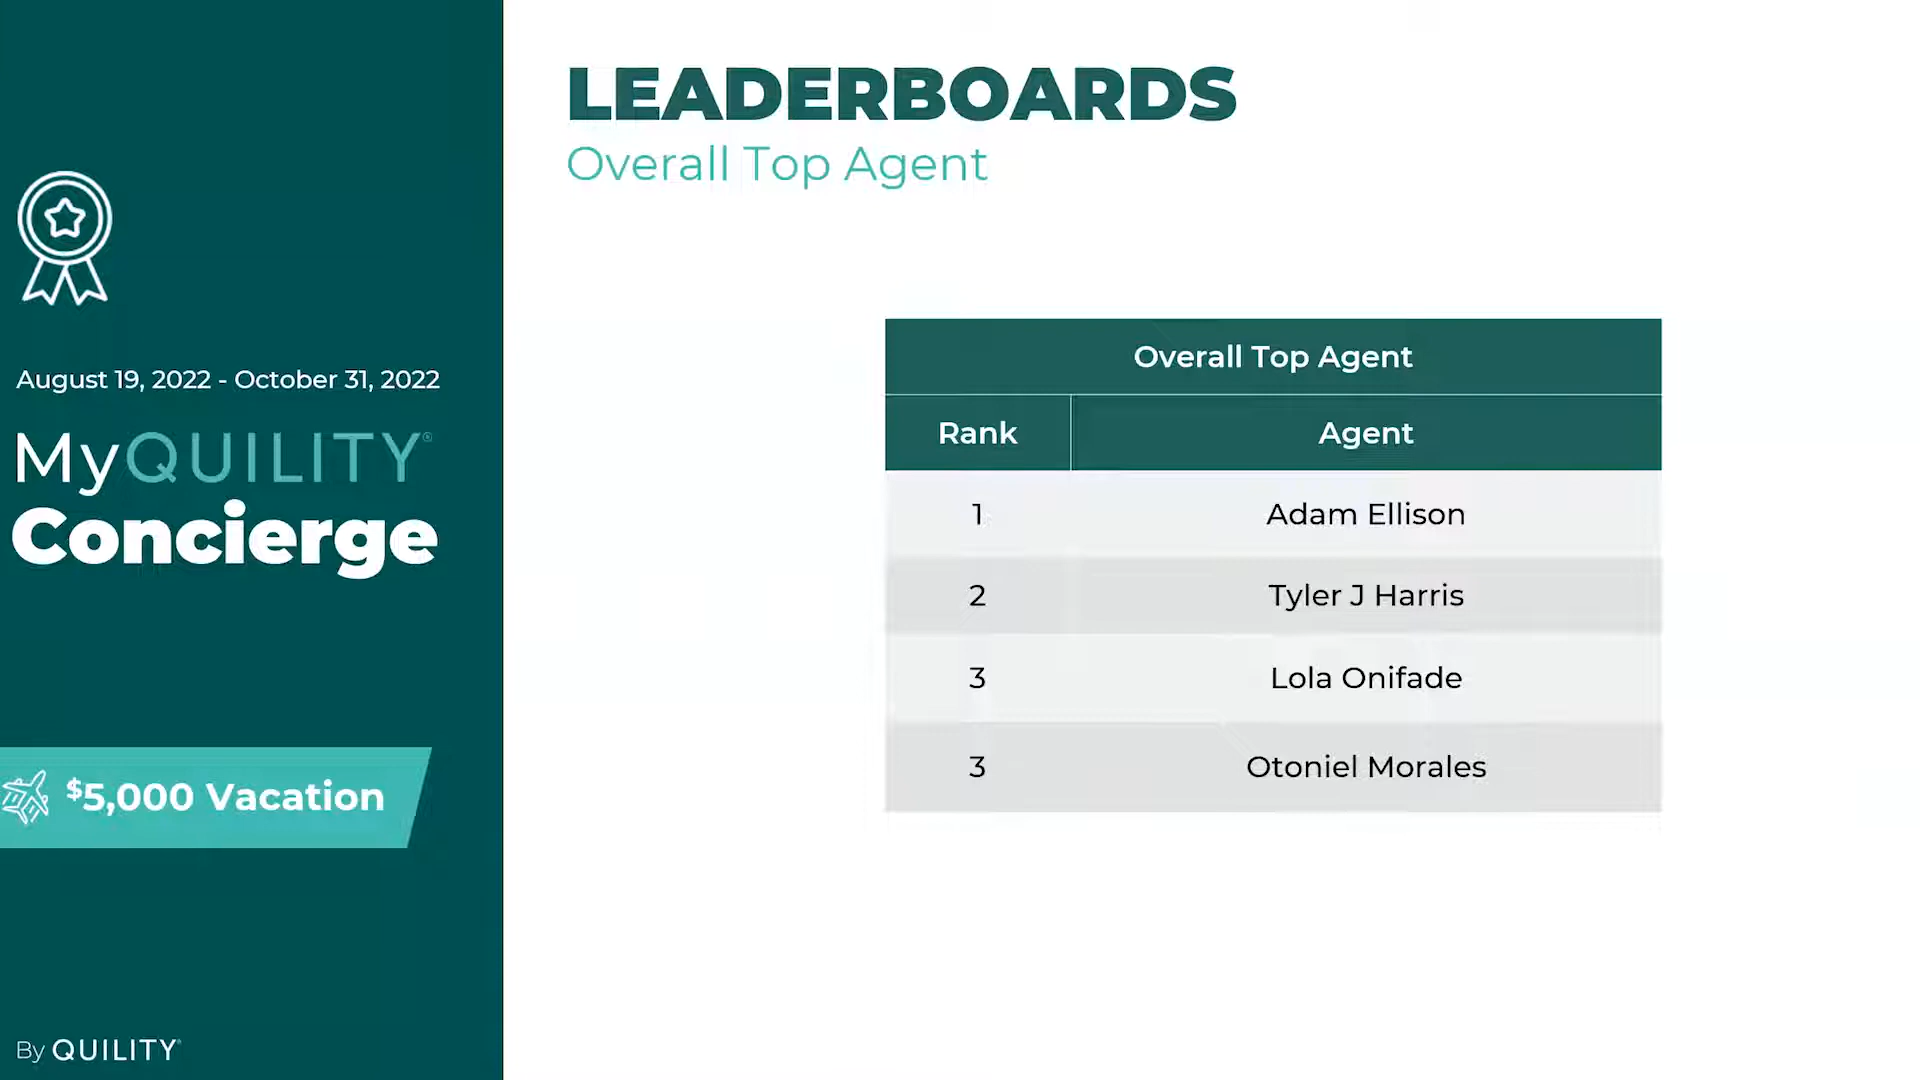 LEADERBOARDS
Overall Top Agent
August 19, 2022 - October 31, 2022
MyQUILITY®
Concierge
$5,000 Vacation
By QUILITY®
Overall Top Agent
Rank Agent
1 Adam Ellison
2 Tyler J Harris
3 Lola Onifade
3 Otoniel Morales